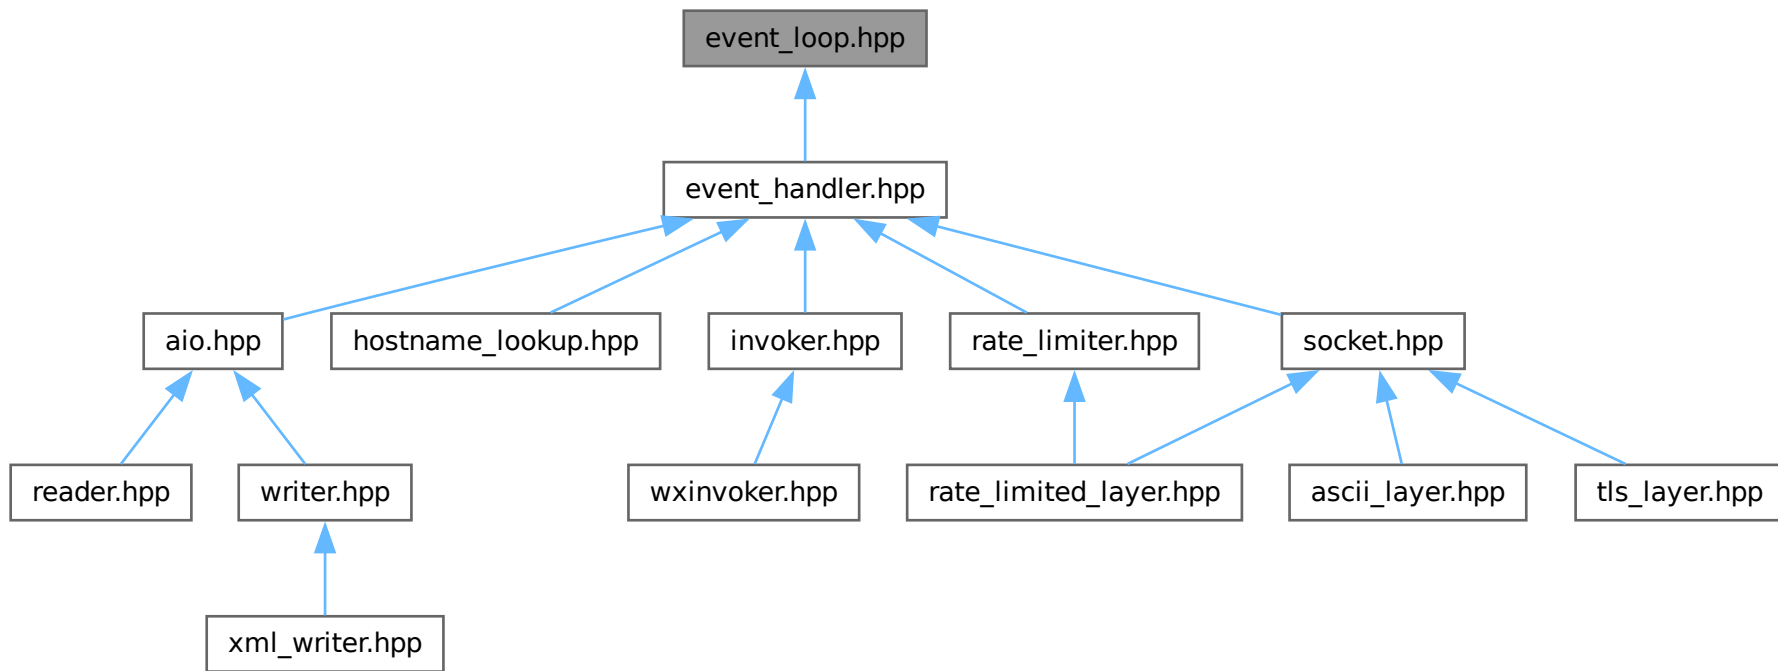 event_loop.hpp
event_handler.hpp
aio.hpp
hostname_lookup.hpp
invoker.hpp
rate_limiter.hpp
socket.hpp
reader.hpp
writer.hpp
wxinvoker.hpp
rate_limited_layer.hpp
ascii_layer.hpp
tls_layer.hpp
xml_writer.hpp